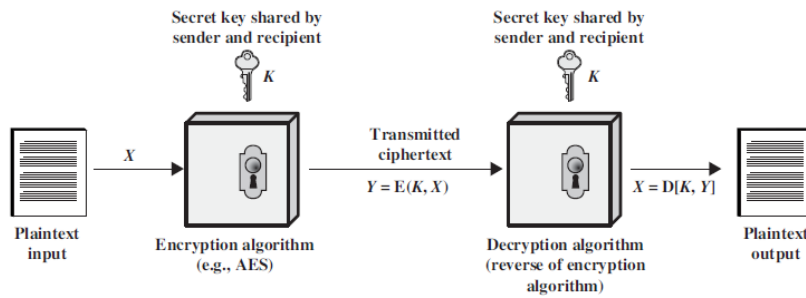 Secret key shared by
sender and recipient
K
Secret key shared by
sender and recipient
K
X
Transmitted
ciphertext
Y = E(K, X)
X = D[K, Y]
Plaintext
input
Encryption algorithm
(e.g., AES)
Decryption algorithm
(reverse of encryption
algorithm)
Plaintext
output